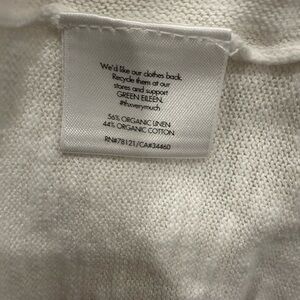 We'd like our clothes back.
Recycle them at our
stores and support
GREEN EILEEN.
#thxverymuch
56% ORGANIC LINEN
44% ORGANIC COTTON
RN#78121/CA#34460